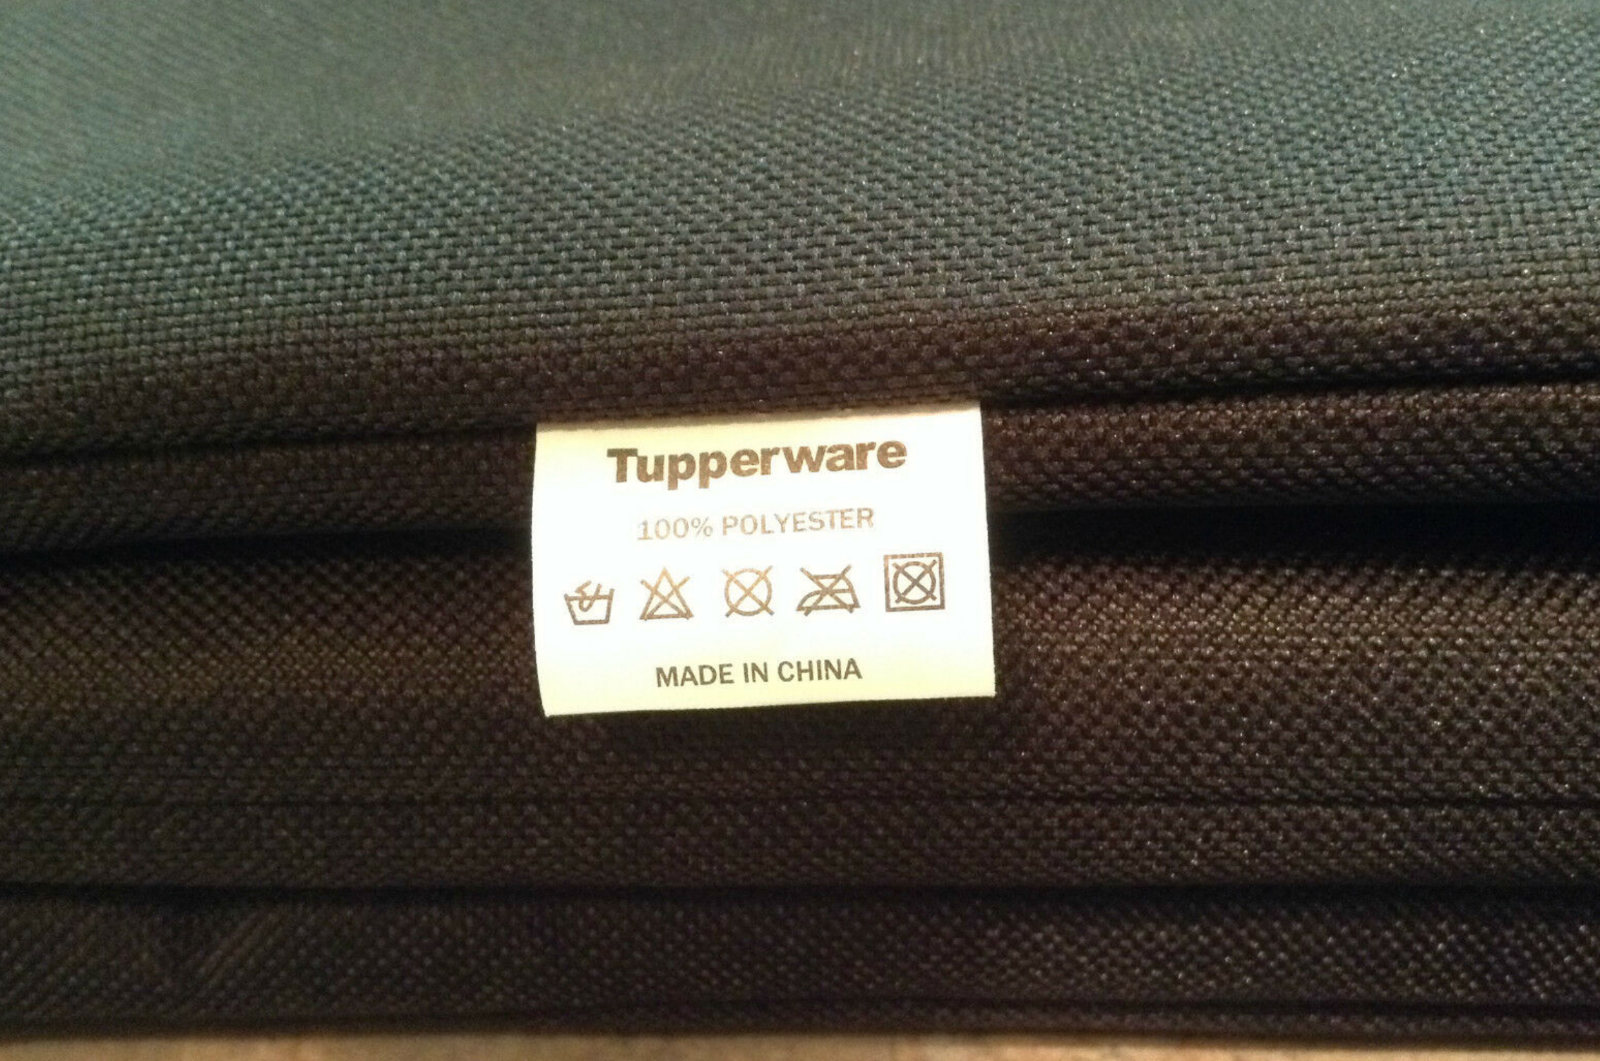 Tupperware
100% POLYESTER
MADE IN CHINA